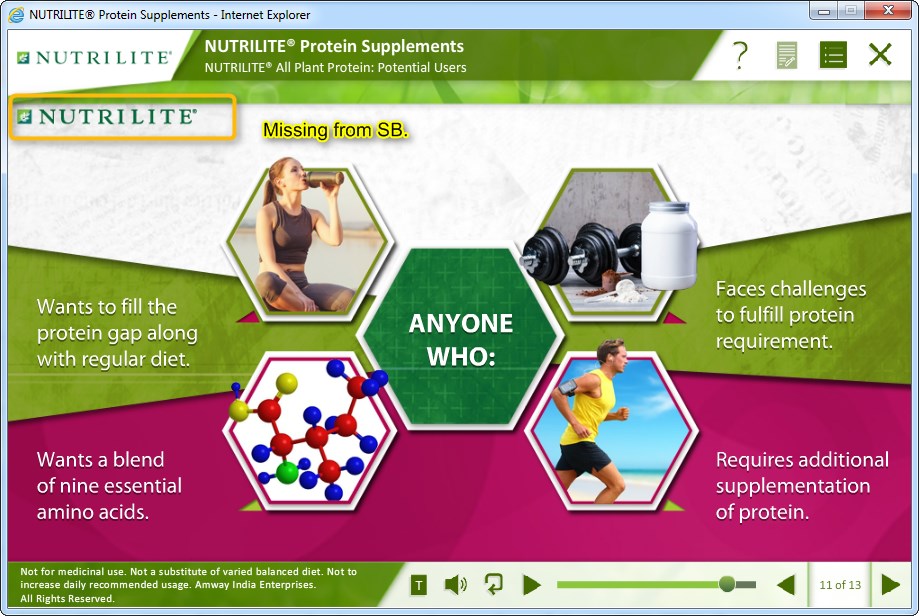 NUTRILITE® Protein Supplements - Internet Explorer
NUTRILITE®
NUTRILITE® Protein Supplements
NUTRILITE® All Plant Protein: Potential Users
?
NUTRILITE®
Missing from SB.
Wants to fill the
protein gap along
with regular diet.
ANYONE
WHO:
Faces challenges
to fulfill protein
requirement.
Wants a blend
of nine essential
amino acids.
Requires additional
supplementation
of protein.
Not for medicinal use. Not a substitute of varied balanced diet. Not to
increase daily recommended usage. Amway India Enterprises.
All Rights Reserved.
T
11 of 13